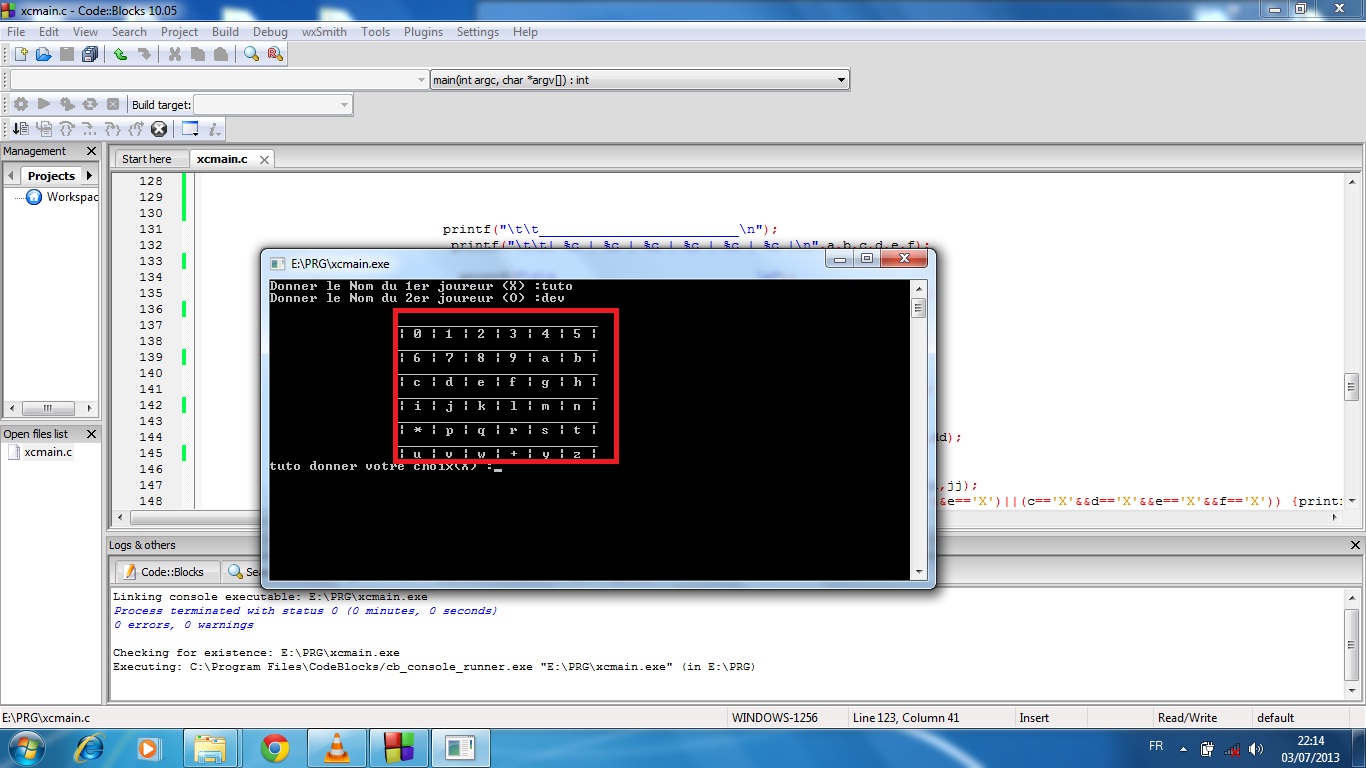 xcmain.c - Code::Blocks 10.05
File Edit View Search Project Build Debug wxSmith Tools Plugins Settings Help
main(int argc, char *argv[]) : int
Build target:
Management
Start here xcmain.c
Projects
Workspac
128
129
130
131 printf("\t\t_________________________\n");
132 printf("\t\t| %c | %c | %c | %c | %c | %c |\n",a,b,c,d,e,f);
133
134
135
136
137
138
139
140
141
142
143
144 d);
145
146
147 ,jj);
148 &e=='X')||(c=='X'&&d=='X'&&e=='X'&&f=='X')) {print
E:\PRG\xcmain.exe
Donner le Nom du 1er joureur (X) :tuto
Donner le Nom du 2er joureur (O) :dev
| 0 | 1 | 2 | 3 | 4 | 5 |
| 6 | 7 | 8 | 9 | a | b |
| c | d | e | f | g | h |
| i | j | k | l | m | n |
| * | p | q | r | s | t |
| u | v | w | + | y | z |
tuto donner votre choix(X) :_
Open files list
xcmain.c
Logs & others
Code::Blocks Sea
Linking console executable: E:\PRG\xcmain.exe
Process terminated with status 0 (0 minutes, 0 seconds)
0 errors, 0 warnings
Checking for existence: E:\PRG\xcmain.exe
Executing: C:\Program Files\CodeBlocks/cb_console_runner.exe "E:\PRG\xcmain.exe" (in E:\PRG)
E:\PRG\xcmain.c WINDOWS-1256 Line 123, Column 41 Insert Read/Write default
FR 22:14
03/07/2013